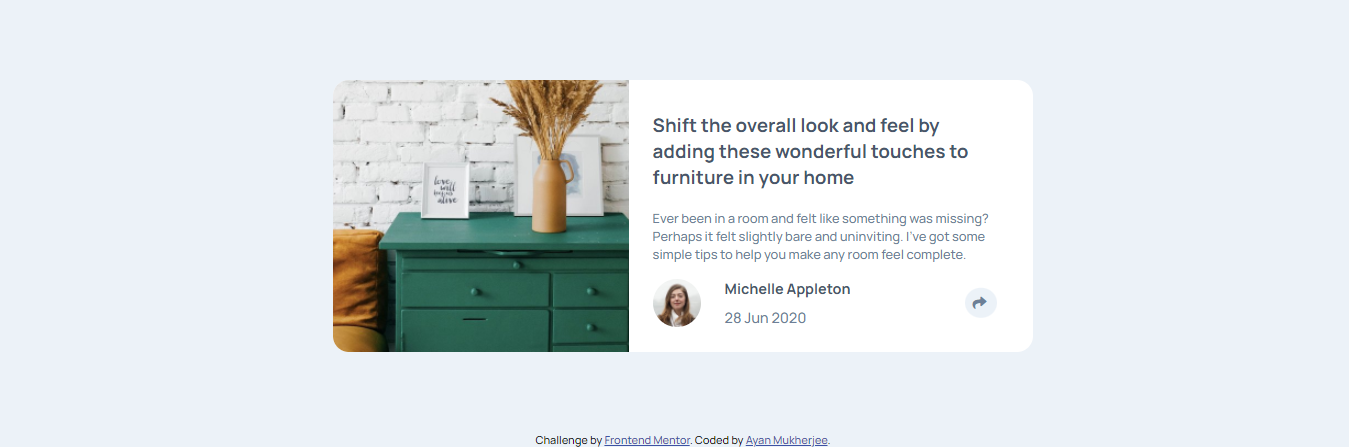 love
will
keep us
alive
Shift the overall look and feel by
adding these wonderful touches to
furniture in your home
Ever been in a room and felt like something was missing?
Perhaps it felt slightly bare and uninviting. I've got some
simple tips to help you make any room feel complete.
Michelle Appleton
28 Jun 2020
Challenge by Frontend Mentor. Coded by Ayan Mukherjee.